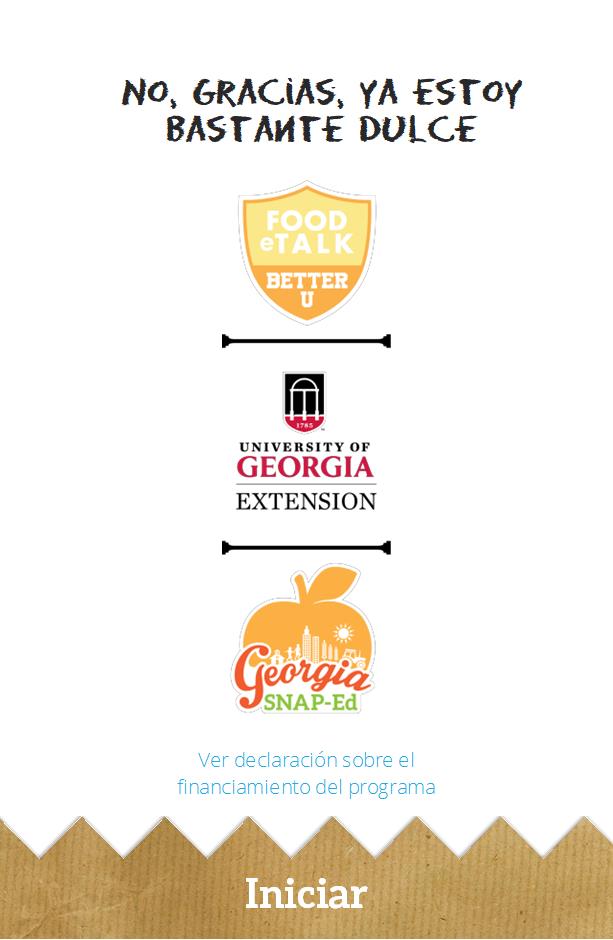 NO, GRACIAS, YA ESTOY
BASTANTE DULCE
FOOD
eTALK
BETTER
U
1785
UNIVERSITY OF
GEORGIA
EXTENSION
Georgia
SNAP-Ed
Ver declaración sobre el
financiamiento del programa
Iniciar